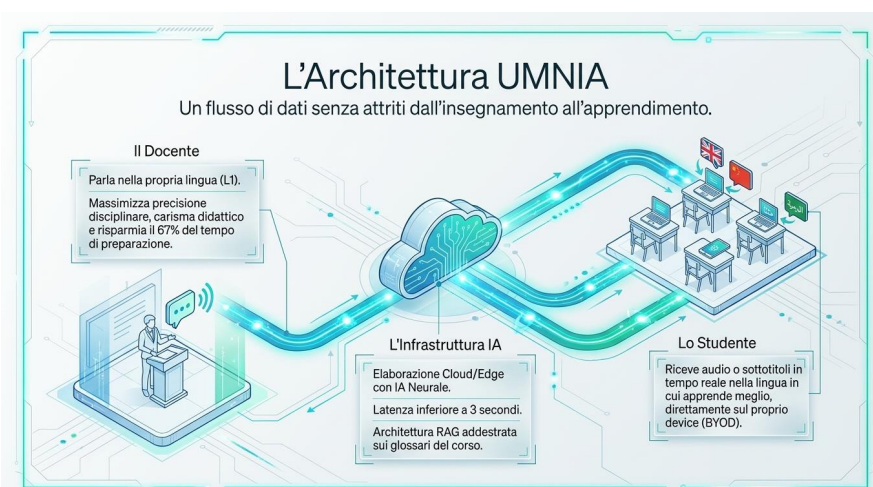 L'Architettura UMNIA
Un flusso di dati senza attriti dall'insegnamento all'apprendimento.
Il Docente
Parla nella propria lingua (L1).
Massimizza precisione
disciplinare, carisma didattico
e risparmia il 67% del tempo
di preparazione.
L'Infrastruttura IA
Elaborazione Cloud/Edge
con IA Neurale.
Latenza inferiore a 3 secondi.
Architettura RAG addestrata
sui glossari del corso.
Lo Studente
Riceve audio o sottotitoli in
tempo reale nella lingua in
cui apprende meglio,
direttamente sul proprio
device (BYOD).